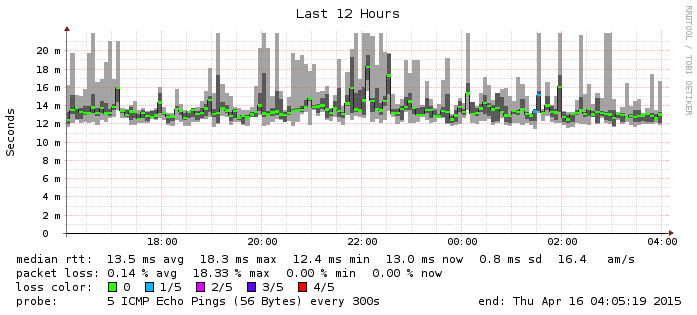 Last 12 Hours
RRDTOOL / TOBI OETIKER
Seconds
20 m
18 m
16 m
14 m
12 m
10 m
8 m
6 m
4 m
2 m
0
18:00 20:00 22:00 00:00 02:00 04:00
median rtt: 13.5 ms avg 18.3 ms max 12.4 ms min 13.0 ms now 0.8 ms sd 16.4 am/s
packet loss: 0.14 % avg 18.33 % max 0.00 % min 0.00 % now
loss color: 0 1/5 2/5 3/5 4/5
probe: 5 ICMP Echo Pings (56 Bytes) every 300s end: Thu Apr 16 04:05:19 2015